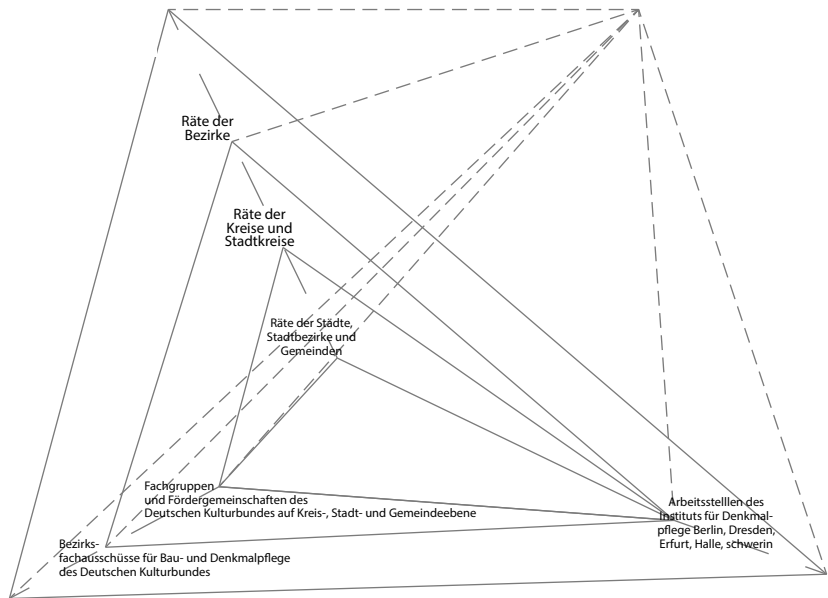 Räte der
Bezirke
Räte der
Kreise und
Stadtkreise
Räte der Städte,
Stadtbezirke und
Gemeinden
Fachgruppen
und Fördergemeinschaften des
Deutschen Kulturbundes auf Kreis-, Stadt- und Gemeindeebene
Bezirks-
fachausschüsse für Bau- und Denkmalpflege
des Deutschen Kulturbundes
Arbeitsstelllen des
Instituts für Denkmal-
pflege Berlin, Dresden,
Erfurt, Halle, schwerin